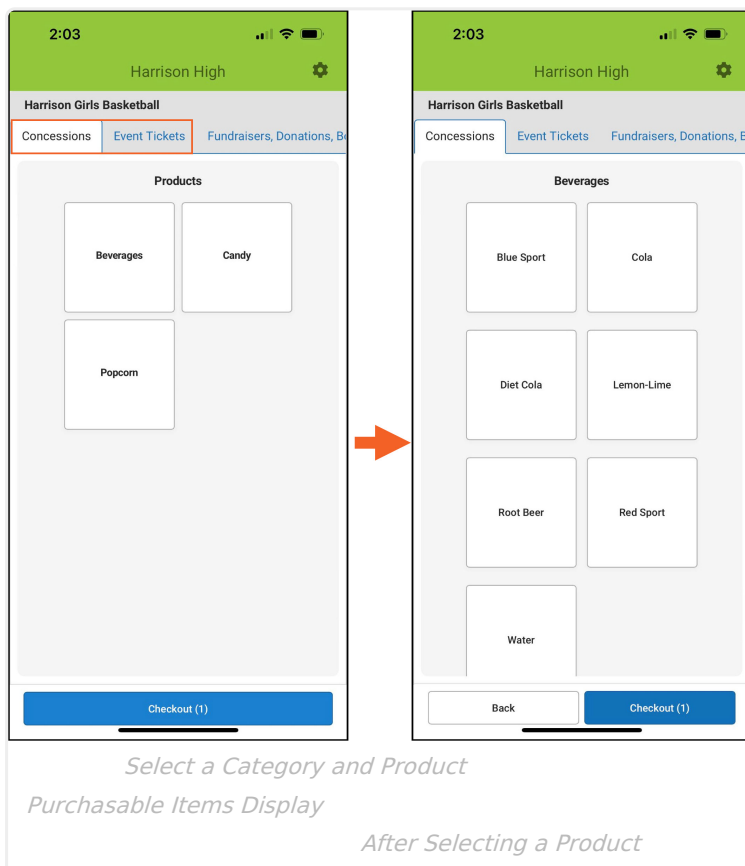 2:03
Harrison High
Harrison Girls Basketball
Concessions Event Tickets Fundraisers, Donations, Bo
Products
Beverages Candy
Popcorn
Checkout (1)
2:03
Harrison High
Harrison Girls Basketball
Concessions Event Tickets Fundraisers, Donations, B
Beverages
Blue Sport Cola
Diet Cola Lemon-Lime
Root Beer Red Sport
Water
Back Checkout (1)
Select a Category and Product
Purchasable Items Display
After Selecting a Product